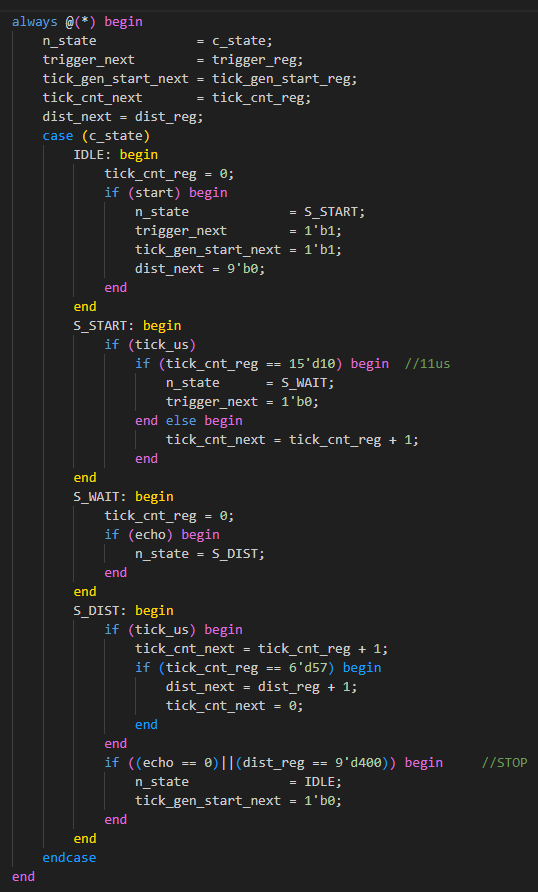 always @(*) begin
    n_state             = c_state;
    trigger_next        = trigger_reg;
    tick_gen_start_next = tick_gen_start_reg;
    tick_cnt_next       = tick_cnt_reg;
    dist_next = dist_reg;
    case (c_state)
        IDLE: begin
            tick_cnt_reg = 0;
            if (start) begin
                n_state             = S_START;
                trigger_next        = 1'b1;
                tick_gen_start_next = 1'b1;
                dist_next = 9'b0;
            end
        end
        S_START: begin
            if (tick_us)
                if (tick_cnt_reg == 15'd10) begin  //11us
                    n_state      = S_WAIT;
                    trigger_next = 1'b0;
                end else begin
                    tick_cnt_next = tick_cnt_reg + 1;
                end
        end
        S_WAIT: begin
            tick_cnt_reg = 0;
            if (echo) begin
                n_state = S_DIST;
            end
        end
        S_DIST: begin
            if (tick_us) begin
                tick_cnt_next = tick_cnt_reg + 1;
                if (tick_cnt_reg == 6'd57) begin
                    dist_next = dist_reg + 1;
                    tick_cnt_next = 0;
                end
            end
            if ((echo == 0)||(dist_reg == 9'd400)) begin     //STOP
                n_state             = IDLE;
                tick_gen_start_next = 1'b0;
            end
        end
    endcase
end